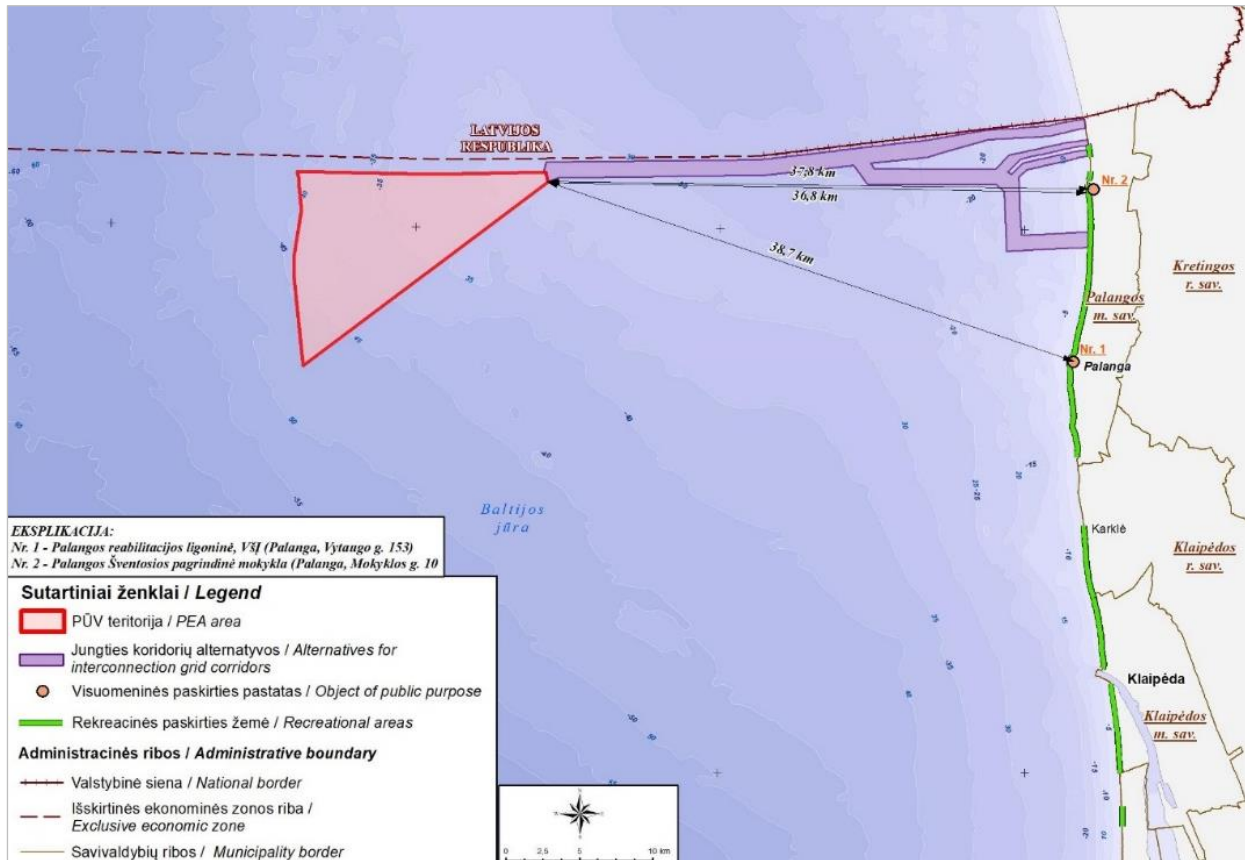 LATVIJOS
RESPUBLIKA
37,8 km
36,8 km
38,7 km
Nr. 2
Kretingos
r. sav.
Palangos
m. sav.
Nr. 1
Palanga
Baltijos
jūra
Karklė
Klaipėdos
r. sav.
Klaipėda
Klaipėdos
m. sav.
EKSPLIKACIJA:
Nr. 1 - Palangos reabilitacijos ligoninė, VšĮ (Palanga, Vytaugo g. 153)
Nr. 2 - Palangos Šventosios pagrindinė mokykla (Palanga, Mokyklos g. 10
Sutartiniai ženklai / Legend
PŪV teritorija / PEA area
Jungties koridorių alternatyvos / Alternatives for
interconnection grid corridors
Visuomeninės paskirties pastatas / Object of public purpose
Rekreacinės paskirties žemė / Recreational areas
Administracinės ribos / Administrative boundary
Valstybinė siena / National border
Išskirtinės ekonominės zonos riba /
Exclusive economic zone
Savivaldybių ribos / Municipality border
0 2,5 5 10 km